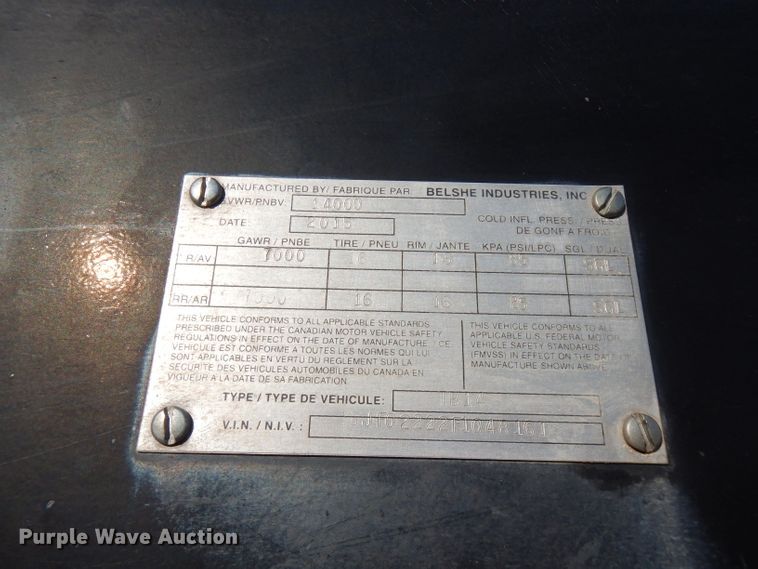 MANUFACTURED BY/ FABRIQUE PAR BELSHE INDUSTRIES, INC
GVWR/PNBV: 14000
DATE: 2015
COLD INFL. PRESS. / PRESS.
DE GONF A FROID
GAWR / PNBE TIRE / PNEU RIM / JANTE KPA (PSI/LPC) SGL / DUAL
R/AV 7000 16 SGL
RR/AR 7000 16 16 SGL
THIS VEHICLE CONFORMS TO ALL APPLICABLE STANDARDS
PRESCRIBED UNDER THE CANADIAN MOTOR VEHICLE SAFETY
REGULATIONS IN EFFECT ON THE DATE OF MANUFACTURE / CE
VEHICULE EST CONFORME A TOUTES LES NORMES QUI LUI
SONT APPLICABLES EN VERTU DU REGLEMENT SUR LA
SECURITE DES VEHICULES AUTOMOBILES DU CANADA EN
VIGUEUR A LA DATE DE SA FABRICATION.
THIS VEHICLE CONFORMS TO ALL
APPLICABLE U.S. FEDERAL MOTOR
VEHICLE SAFETY STANDARDS
(FMVSS) IN EFFECT ON THE DATE OF
MANUFACTURE SHOWN ABOVE
TYPE / TYPE DE VEHICULE:
V.I.N. / N.I.V. :
Purple Wave Auction